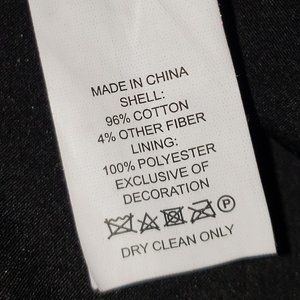 MADE IN CHINA
SHELL:
96% COTTON
4% OTHER FIBER
LINING:
100% POLYESTER
EXCLUSIVE OF
DECORATION
P
DRY CLEAN ONLY